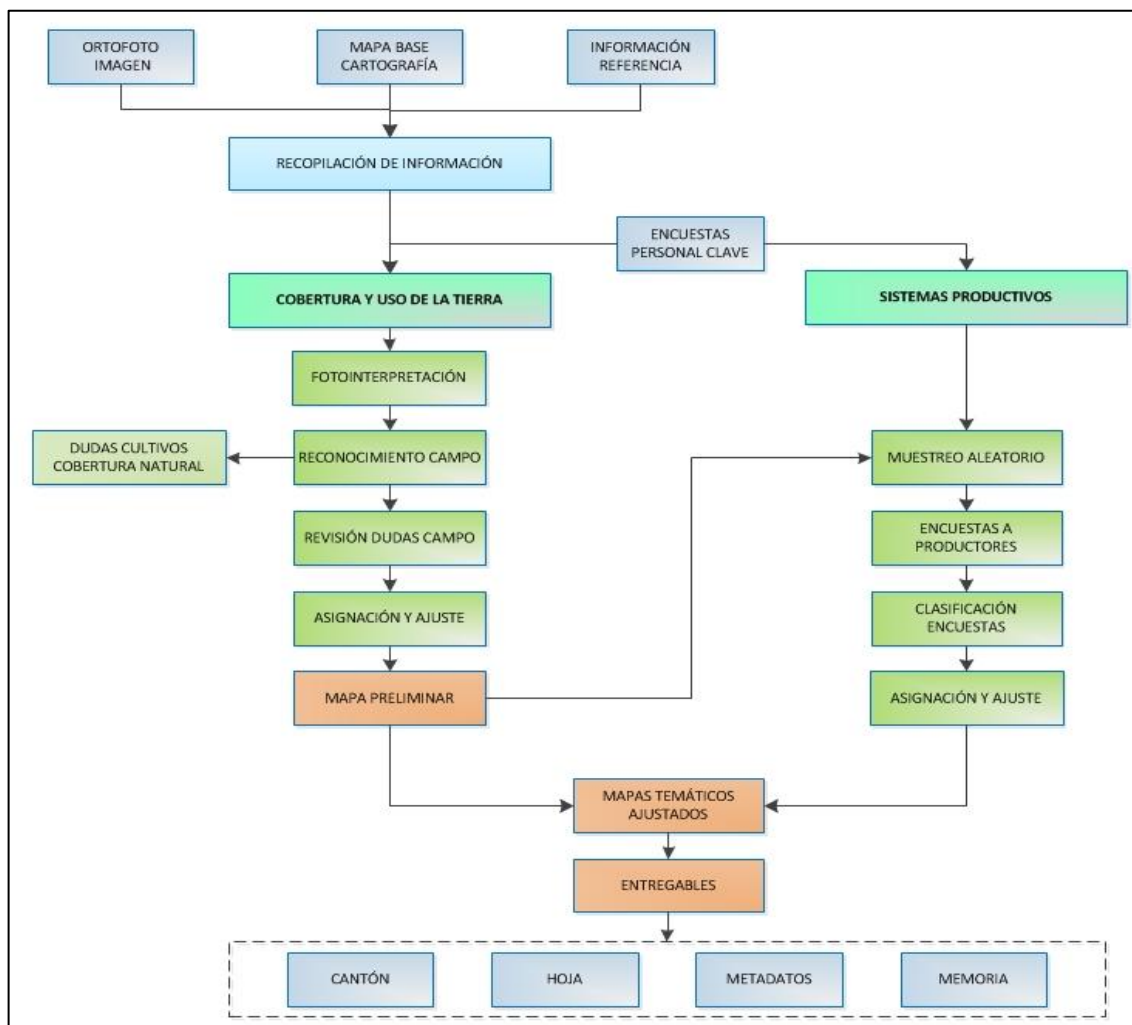 ORTOFOTO
IMAGEN
MAPA BASE
CARTOGRAFÍA
INFORMACIÓN
REFERENCIA
RECOPILACIÓN DE INFORMACIÓN
ENCUESTAS
PERSONAL CLAVE
COBERTURA Y USO DE LA TIERRA
SISTEMAS PRODUCTIVOS
FOTOINTERPRETACIÓN
DUDAS CULTIVOS
COBERTURA NATURAL
RECONOCIMIENTO CAMPO
MUESTREO ALEATORIO
REVISIÓN DUDAS CAMPO
ENCUESTAS A
PRODUCTORES
ASIGNACIÓN Y AJUSTE
CLASIFICACIÓN
ENCUESTAS
MAPA PRELIMINAR
ASIGNACIÓN Y AJUSTE
MAPAS TEMÁTICOS
AJUSTADOS
ENTREGABLES
CANTÓN
HOJA
METADATOS
MEMORIA